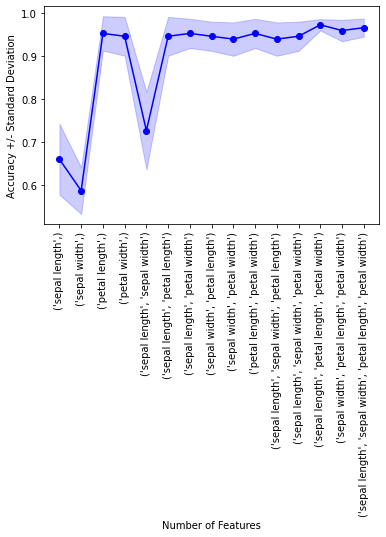 1.0
0.9
0.8
0.7
0.6
Accuracy +/- Standard Deviation
('sepal length',)
('sepal width',)
('petal length',)
('petal width',)
('sepal length', 'sepal width')
('sepal length', 'petal length')
('sepal length', 'petal width')
('sepal width', 'petal length')
('sepal width', 'petal width')
('petal length', 'petal width')
('sepal length', 'sepal width', 'petal length')
('sepal length', 'sepal width', 'petal width')
('sepal length', 'petal length', 'petal width')
('sepal width', 'petal length', 'petal width')
('sepal length', 'sepal width', 'petal length', 'petal width')
Number of Features